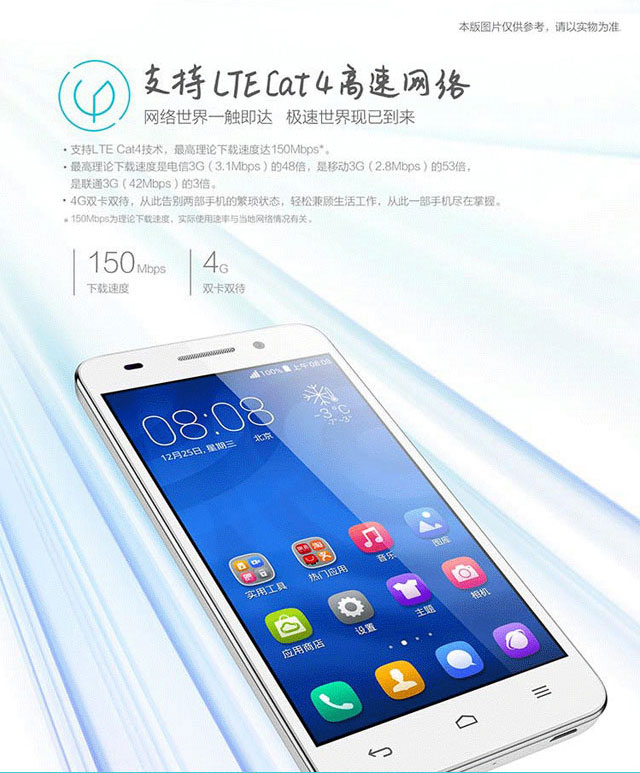 本版图片仅供参考，请以实物为准
支持LTE Cat4高速网络
网络世界一触即达 极速世界现已到来
• 支持LTE Cat4技术，最高理论下载速度达150Mbps*。
• 最高理论下载速度是电信3G（3.1Mbps）的48倍，是移动3G（2.8Mbps）的53倍，
是联通3G（42Mbps）的3倍。
• 4G双卡双待，从此告别两部手机的繁琐状态，轻松兼顾生活工作，从此一部手机尽在掌握。
* 150Mbps为理论下载速度，实际使用速率与当地网络情况有关。
150Mbps
下载速度
4G
双卡双待
100% 上午 08:08
08:08
12月25日, 星期三 北京
-3°C
实用工具
热门应用
音乐
图库
应用商店
设置
主题
相机